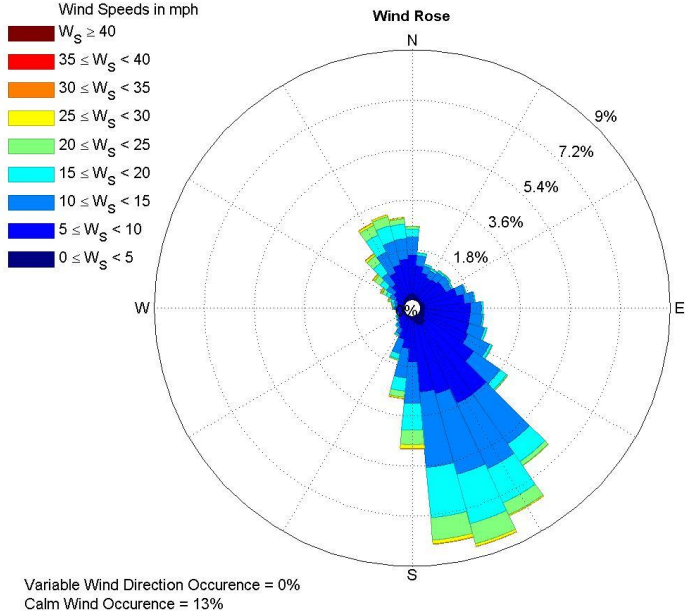 Wind Speeds in mph
W_S ≥ 40
35 ≤ W_S < 40
30 ≤ W_S < 35
25 ≤ W_S < 30
20 ≤ W_S < 25
15 ≤ W_S < 20
10 ≤ W_S < 15
5 ≤ W_S < 10
0 ≤ W_S < 5
Wind Rose
N
9%
7.2%
5.4%
3.6%
1.8%
W
%
E
S
Variable Wind Direction Occurence = 0%
Calm Wind Occurence = 13%